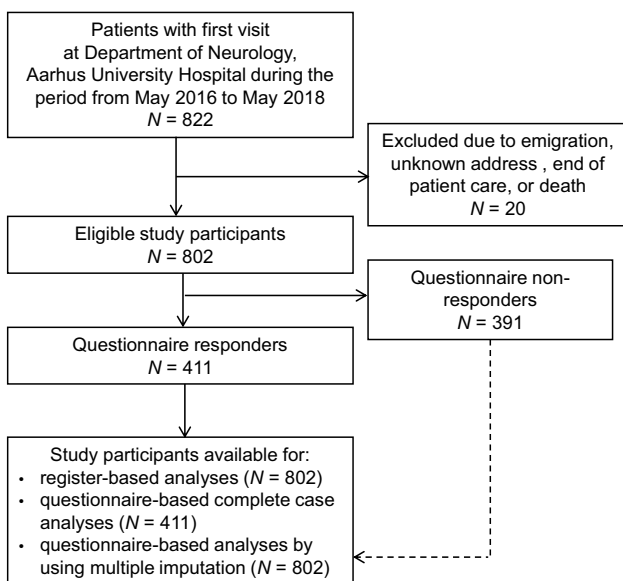 Patients with first visit
at Department of Neurology,
Aarhus University Hospital during the
period from May 2016 to May 2018
N = 822
Excluded due to emigration,
unknown address , end of
patient care, or death
N = 20
Eligible study participants
N = 802
Questionnaire non-
responders
N = 391
Questionnaire responders
N = 411
Study participants available for:
• register-based analyses (N = 802)
• questionnaire-based complete case
analyses (N = 411)
• questionnaire-based analyses by
using multiple imputation (N = 802)